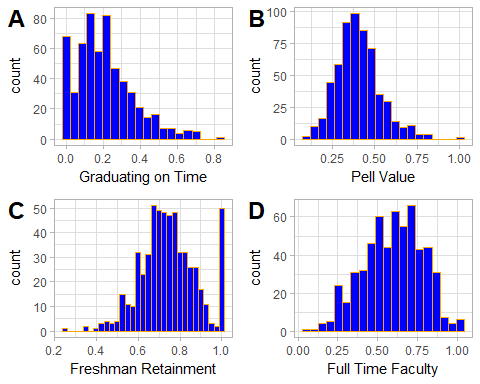 A
count
80
60
40
20
0
0.0 0.2 0.4 0.6 0.8
Graduating on Time
B
count
100
75
50
25
0
0.25 0.50 0.75 1.00
Pell Value
C
count
50
40
30
20
10
0
0.2 0.4 0.6 0.8 1.0
Freshman Retainment
D
count
60
40
20
0
0.00 0.25 0.50 0.75 1.00
Full Time Faculty